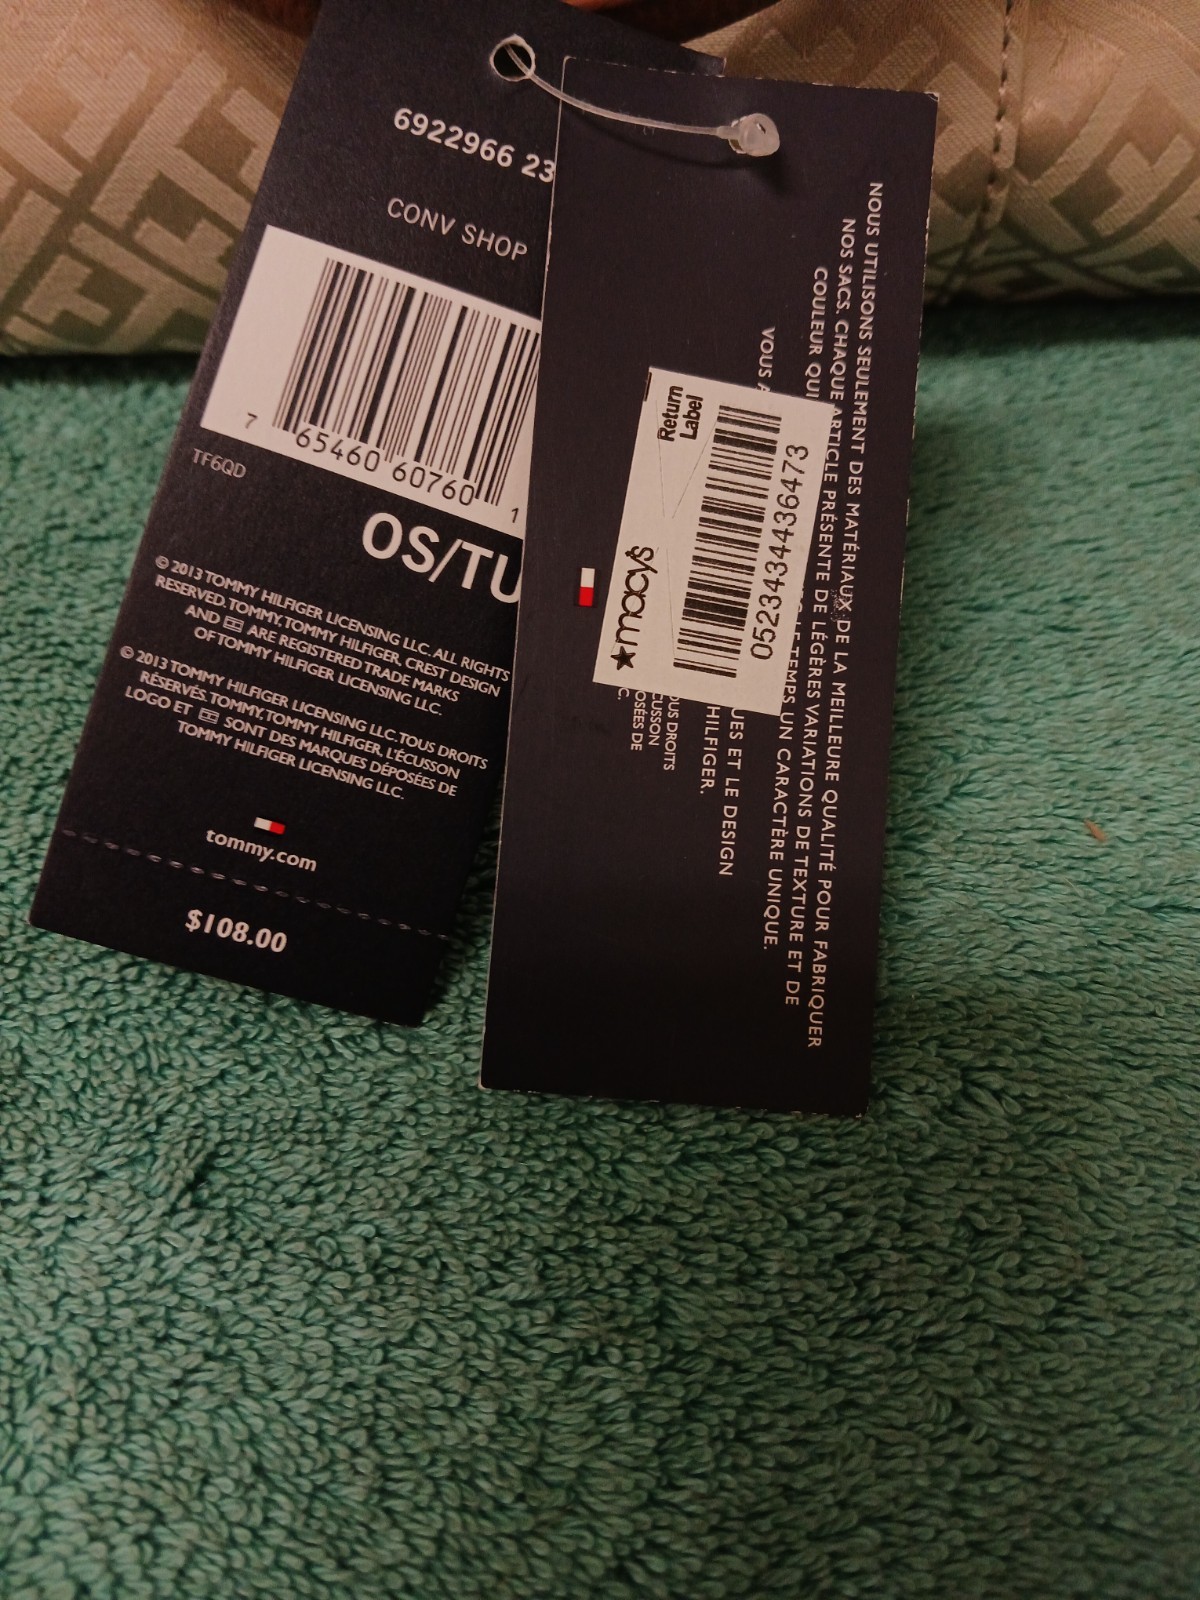 6922966 23
CONV SHOP
7 65460 60760 1
TF6QD
OS/TU
© 2013 TOMMY HILFIGER LICENSING LLC. ALL RIGHTS
RESERVED. TOMMY, TOMMY HILFIGER, CREST DESIGN
AND ARE REGISTERED TRADE MARKS
OF TOMMY HILFIGER LICENSING LLC.
© 2013 TOMMY HILFIGER LICENSING LLC. TOUS DROITS
RÉSERVÉS. TOMMY, TOMMY HILFIGER, L'ÉCUSSON
LOGO ET SONT DES MARQUES DÉPOSÉES DE
TOMMY HILFIGER LICENSING LLC.
tommy.com
$108.00
NOUS UTILISONS SEULEMENT DES MATÉRIAUX DE LA MEILLEURE QUALITÉ POUR FABRIQUER
NOS SACS. CHAQUE ARTICLE PRÉSENTE DE LÉGÈRES VARIATIONS DE TEXTURE ET DE
COULEUR QUI LE TEMPS UN CARACTÈRE UNIQUE.
VOUS ET LE DESIGN
HILFIGER.
DROITS
DE
Return
Label
0523434436473
macy's